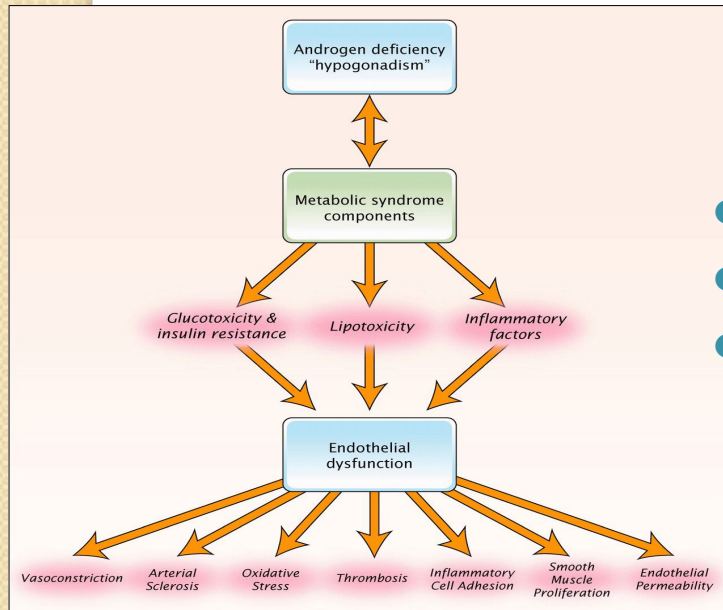 Androgen deficiency
"hypogonadism"
Metabolic syndrome
components
Glucotoxicity &
insulin resistance
Lipotoxicity
Inflammatory
factors
Endothelial
dysfunction
Vasoconstriction
Arterial
Sclerosis
Oxidative
Stress
Thrombosis
Inflammatory
Cell Adhesion
Smooth
Muscle
Proliferation
Endothelial
Permeability